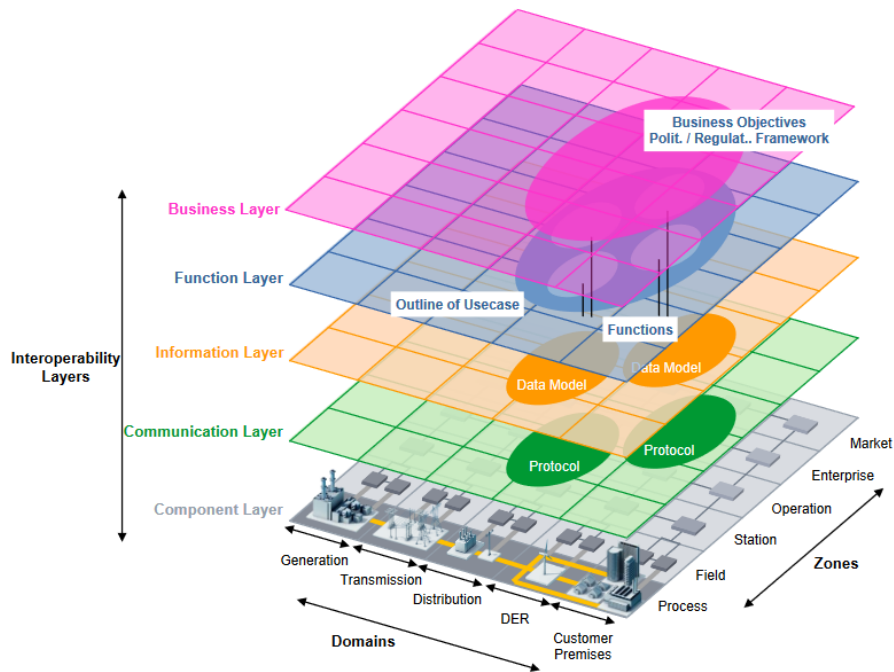 Business Objectives
Polit. / Regulat.. Framework
Business Layer
Function Layer
Outline of Usecase
Functions
Interoperability
Layers
Information Layer
Data Model
Data Model
Communication Layer
Protocol
Protocol
Component Layer
Market
Enterprise
Operation
Station
Field
Process
Zones
Generation
Transmission
Distribution
DER
Customer
Premises
Domains